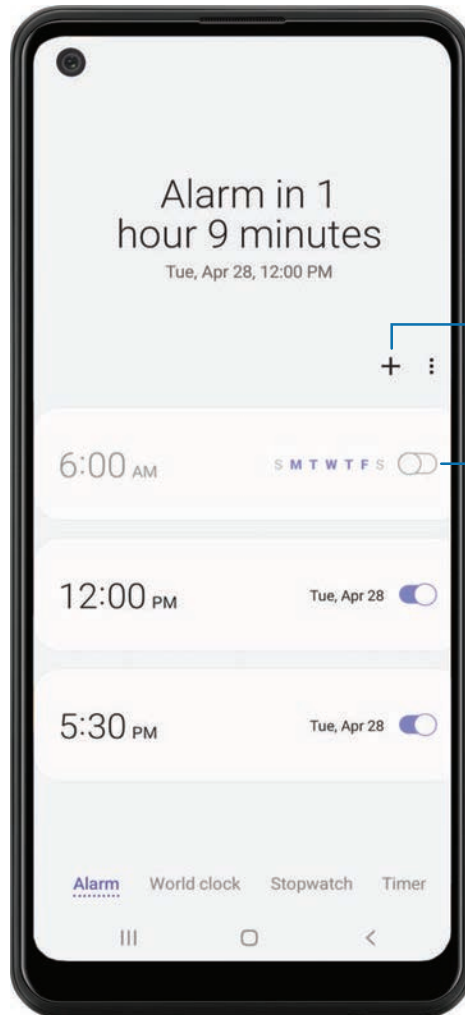 Alarm in 1
hour 9 minutes
Tue, Apr 28, 12:00 PM
6:00 AM S M T W T F S
12:00 PM Tue, Apr 28
5:30 PM Tue, Apr 28
Alarm World clock Stopwatch Timer